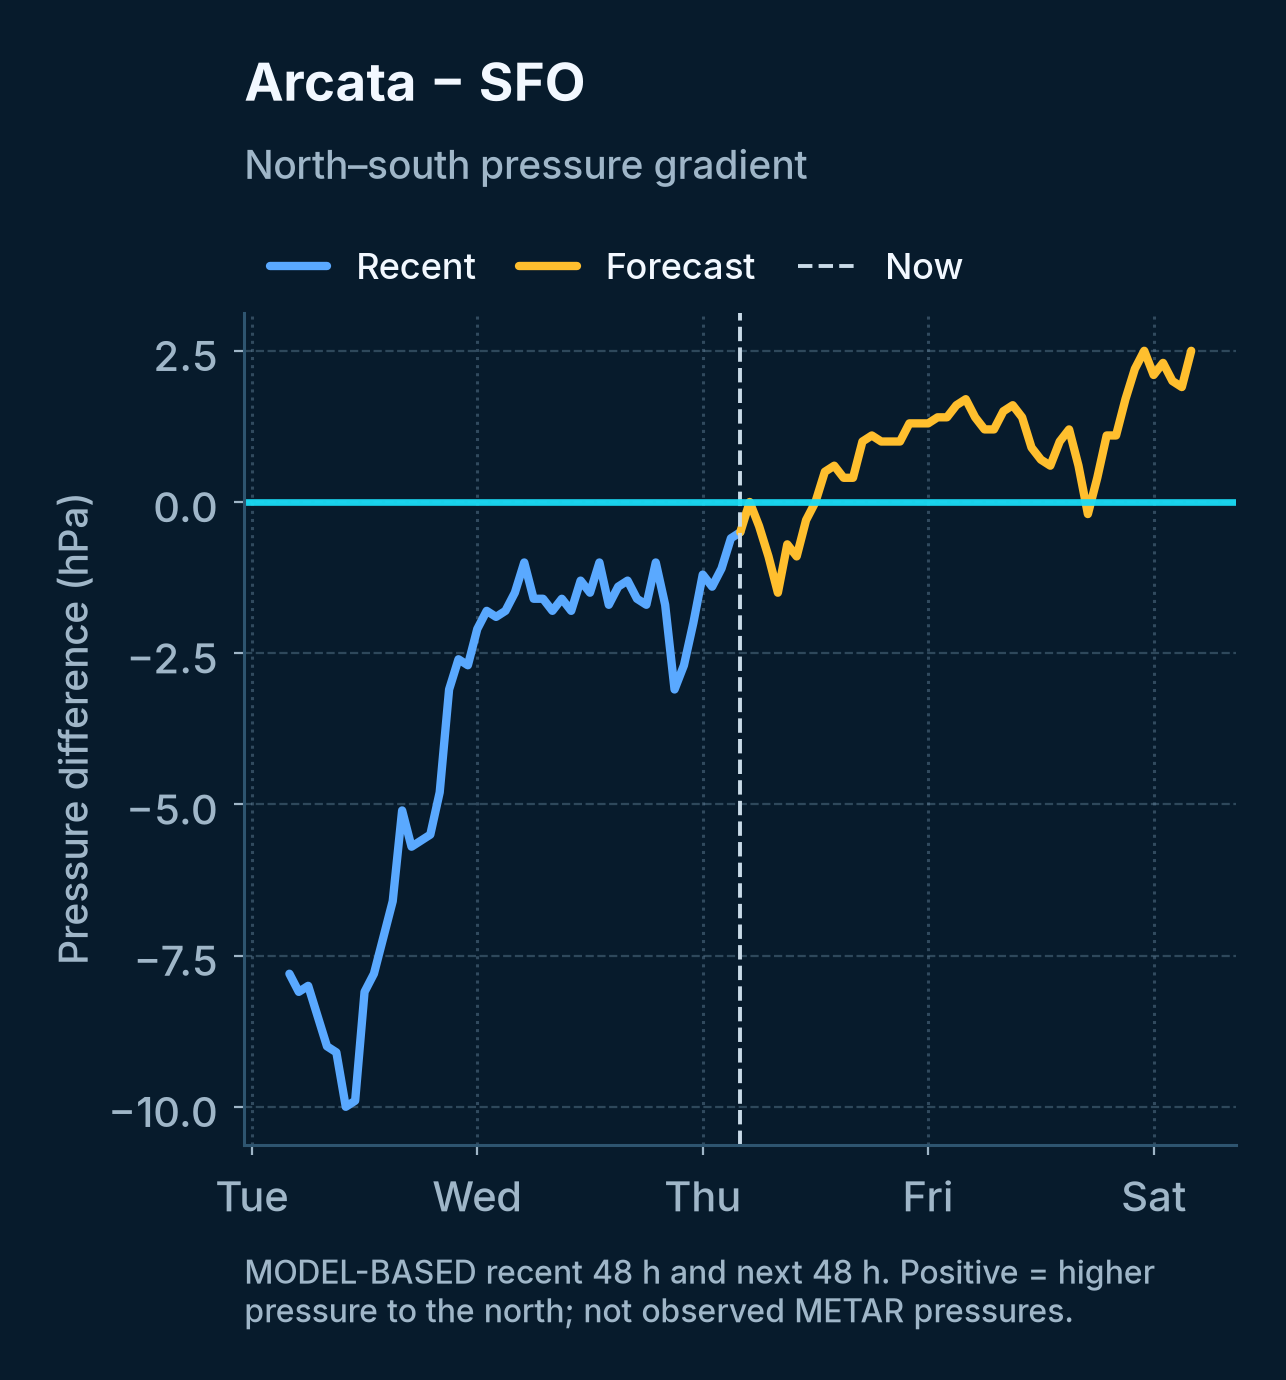 Arcata – SFO
North–south pressure gradient
Recent Forecast Now
2.5
0.0
−2.5
−5.0
−7.5
−10.0
Pressure difference (hPa)
Tue Wed Thu Fri Sat
MODEL-BASED recent 48 h and next 48 h. Positive = higher
pressure to the north; not observed METAR pressures.